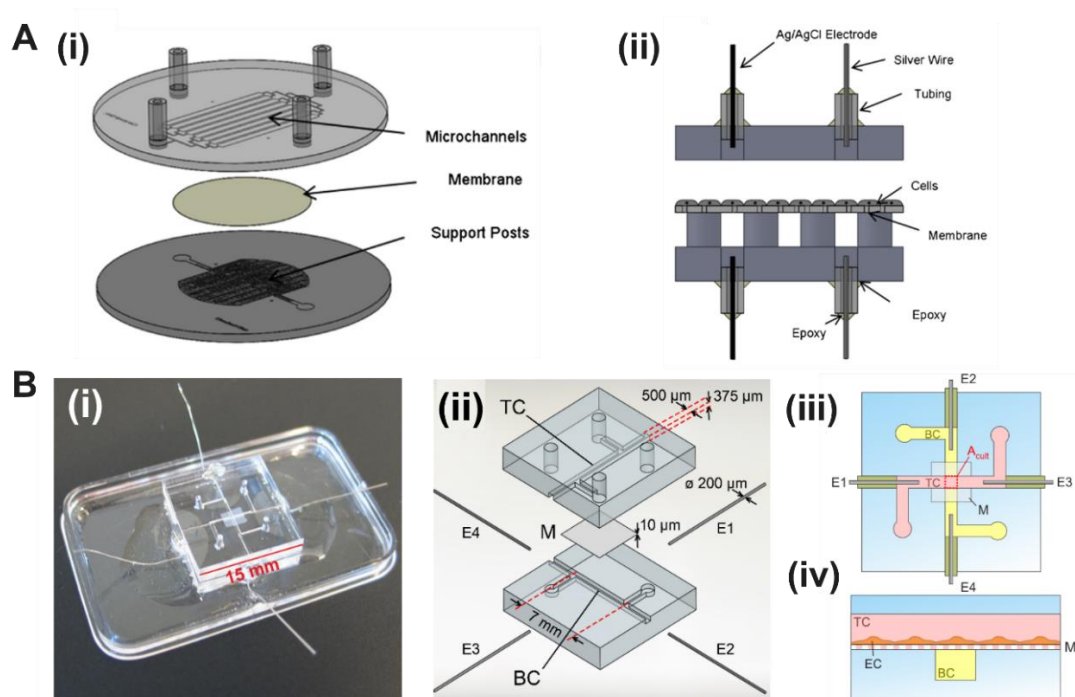 A
(i)
Microchannels
Membrane
Support Posts
(ii)
Ag/AgCl Electrode
Silver Wire
Tubing
Cells
Membrane
Epoxy
Epoxy
B
(i)
15 mm
(ii)
500 µm
375 µm
TC
ø 200 µm
E4
M
10 µm
E1
7 mm
E3
BC
E2
(iii)
E2
BC
A cult
E1
TC
E3
M
E4
(iv)
TC
EC
M
BC